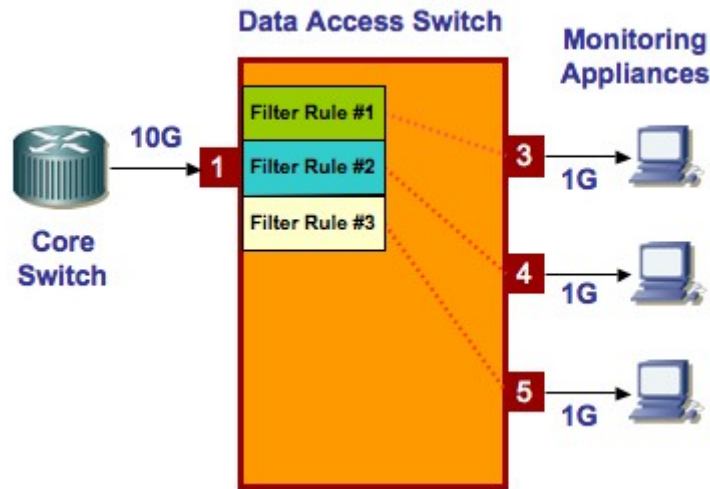 Data Access Switch
Monitoring
Appliances
Filter Rule #1
10G
1
Filter Rule #2
3
1G
Filter Rule #3
Core
Switch
4
1G
5
1G